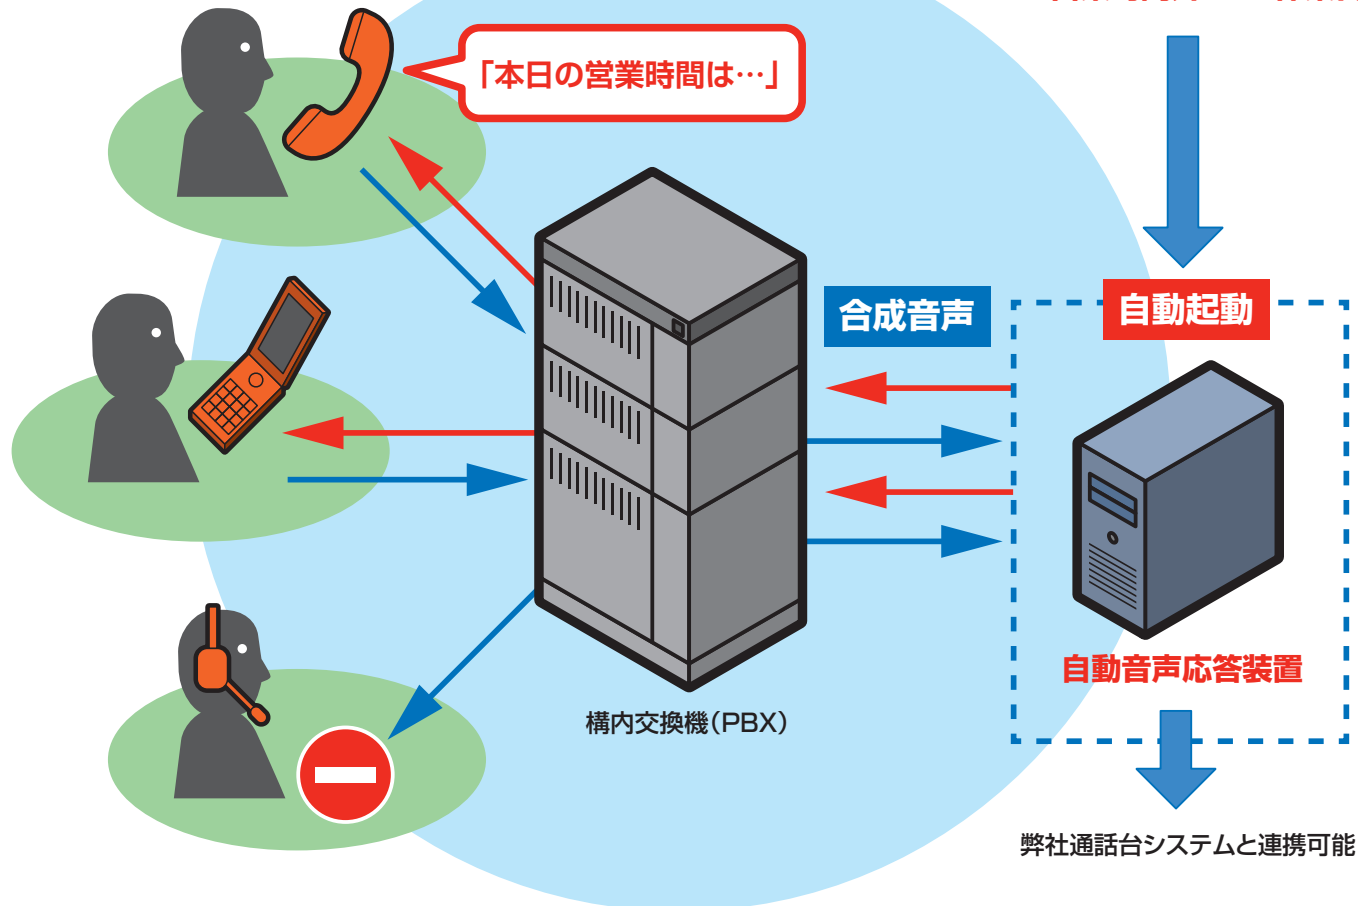 「本日の営業時間は…」
合成音声
自動起動
自動音声応答装置
構内交換機（PBX）
弊社通話台システムと連携可能